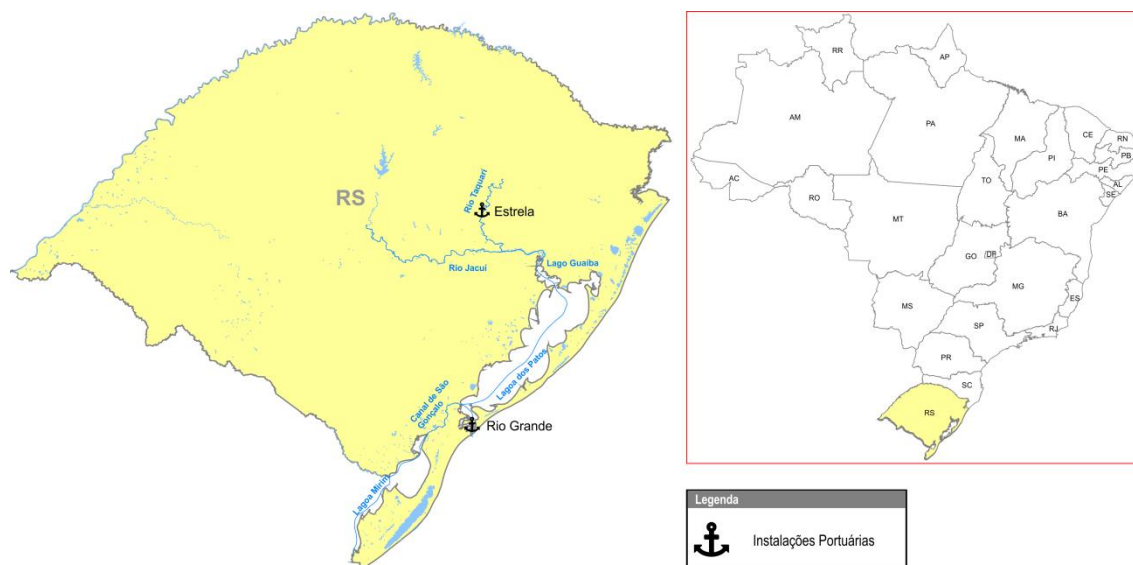 RS
Rio Taquari
Estrela
Rio Jacuí
Lago Guaíba
Lagoa dos Patos
Canal de São
Gonçalo
Rio Grande
Lagoa Mirim
RR
AP
AM
PA
MA
CE
RN
PB
PI
PE
AL
SE
AC
RO
TO
MT
BA
GO
DF
MG
MS
ES
SP
RJ
PR
SC
RS
Legenda
Instalações Portuárias